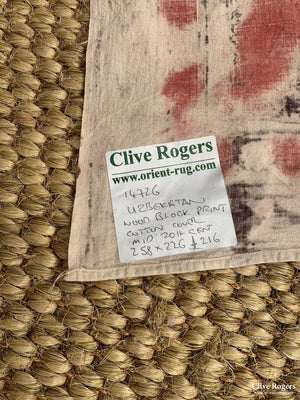 Clive Rogers
www.orient-rug.com
14726
UZBEKISTAN
WOOD BLOCK PRINT
COTTON COVER
MID 20th CENT
258 x 226 £ 216
Clive Rogers